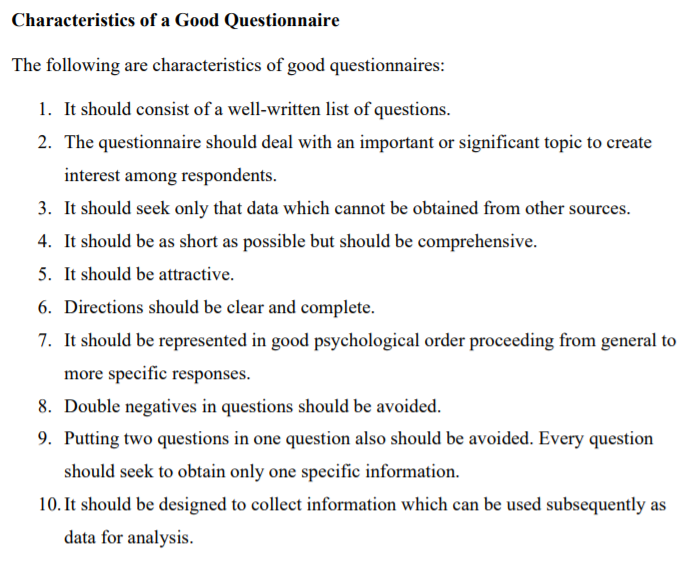 Characteristics of a Good Questionnaire
The following are characteristics of good questionnaires:
1. It should consist of a well-written list of questions.
2. The questionnaire should deal with an important or significant topic to create
interest among respondents.
3. It should seek only that data which cannot be obtained from other sources.
4. It should be as short as possible but should be comprehensive.
5. It should be attractive.
6. Directions should be clear and complete.
7. It should be represented in good psychological order proceeding from general to
more specific responses.
8. Double negatives in questions should be avoided.
9. Putting two questions in one question also should be avoided. Every question
should seek to obtain only one specific information.
10. It should be designed to collect information which can be used subsequently as
data for analysis.